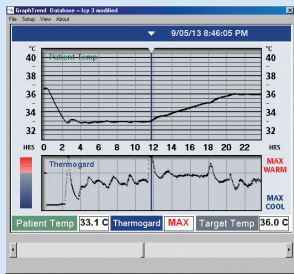 GraphTrend Database = Icy 3 modified
File Setup View About
9/05/13 8:46:05 PM
°C °C
Patient Temp
40 40
38 38
36 36
34 34
32 32
HRS 0 2 4 6 8 10 12 14 16 18 20 22 HRS
Thermogard
MAX
WARM
MAX
COOL
Patient Temp 33.1 C Thermogard MAX Target Temp 36.0 C